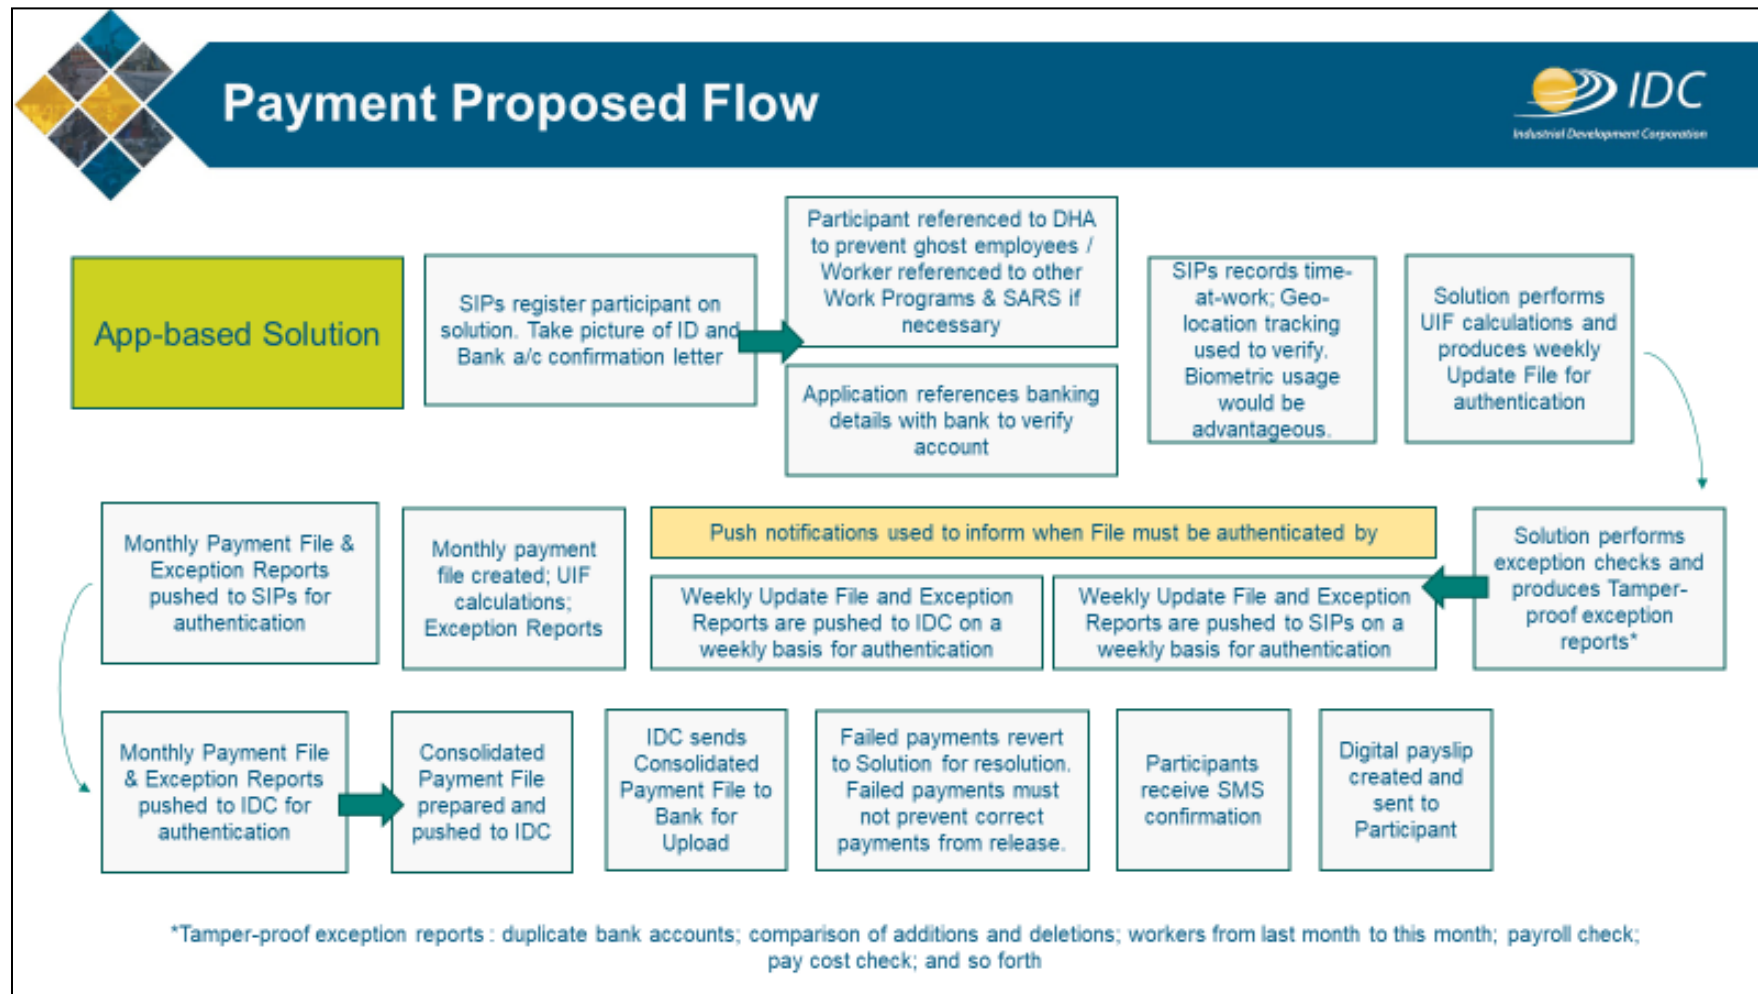 Payment Proposed Flow
IDC
Industrial Development Corporation
App-based Solution
SIPs register participant on
solution. Take picture of ID and
Bank a/c confirmation letter
Participant referenced to DHA
to prevent ghost employees /
Worker referenced to other
Work Programs & SARS if
necessary
Application references banking
details with bank to verify
account
SIPs records time-
at-work; Geo-
location tracking
used to verify.
Biometric usage
would be
advantageous.
Solution performs
UIF calculations and
produces weekly
Update File for
authentication
Solution performs
exception checks and
produces Tamper-
proof exception
reports*
Push notifications used to inform when File must be authenticated by
Weekly Update File and Exception
Reports are pushed to SIPs on a
weekly basis for authentication
Weekly Update File and Exception
Reports are pushed to IDC on a
weekly basis for authentication
Monthly payment
file created; UIF
calculations;
Exception Reports
Monthly Payment File &
Exception Reports
pushed to SIPs for
authentication
Monthly Payment File
& Exception Reports
pushed to IDC for
authentication
Consolidated
Payment File
prepared and
pushed to IDC
IDC sends
Consolidated
Payment File to
Bank for
Upload
Failed payments revert
to Solution for resolution.
Failed payments must
not prevent correct
payments from release.
Participants
receive SMS
confirmation
Digital payslip
created and
sent to
Participant
*Tamper-proof exception reports : duplicate bank accounts; comparison of additions and deletions; workers from last month to this month; payroll check;
pay cost check; and so forth